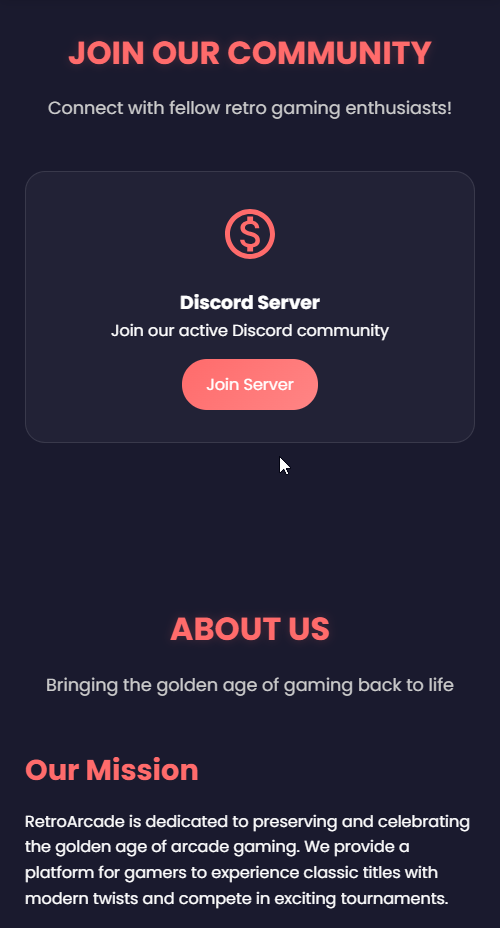 JOIN OUR COMMUNITY
Connect with fellow retro gaming enthusiasts!
$
Discord Server
Join our active Discord community
Join Server
ABOUT US
Bringing the golden age of gaming back to life
Our Mission
RetroArcade is dedicated to preserving and celebrating
the golden age of arcade gaming. We provide a
platform for gamers to experience classic titles with
modern twists and compete in exciting tournaments.